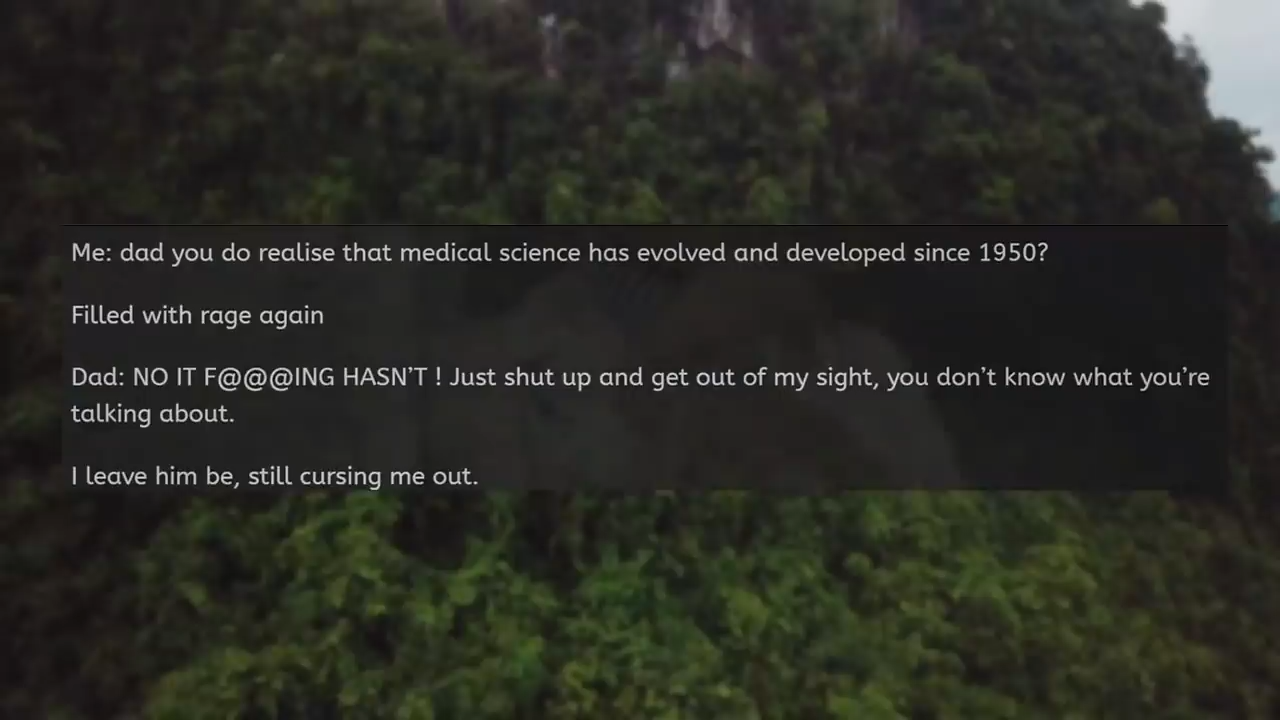 Me: dad you do realise that medical science has evolved and developed since 1950?
Filled with rage again
Dad: NO IT F@@@ING HASN’T ! Just shut up and get out of my sight, you don’t know what you’re
talking about.
I leave him be, still cursing me out.